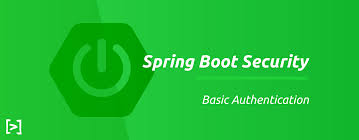 Spring Boot Security
Basic Authentication
[>]